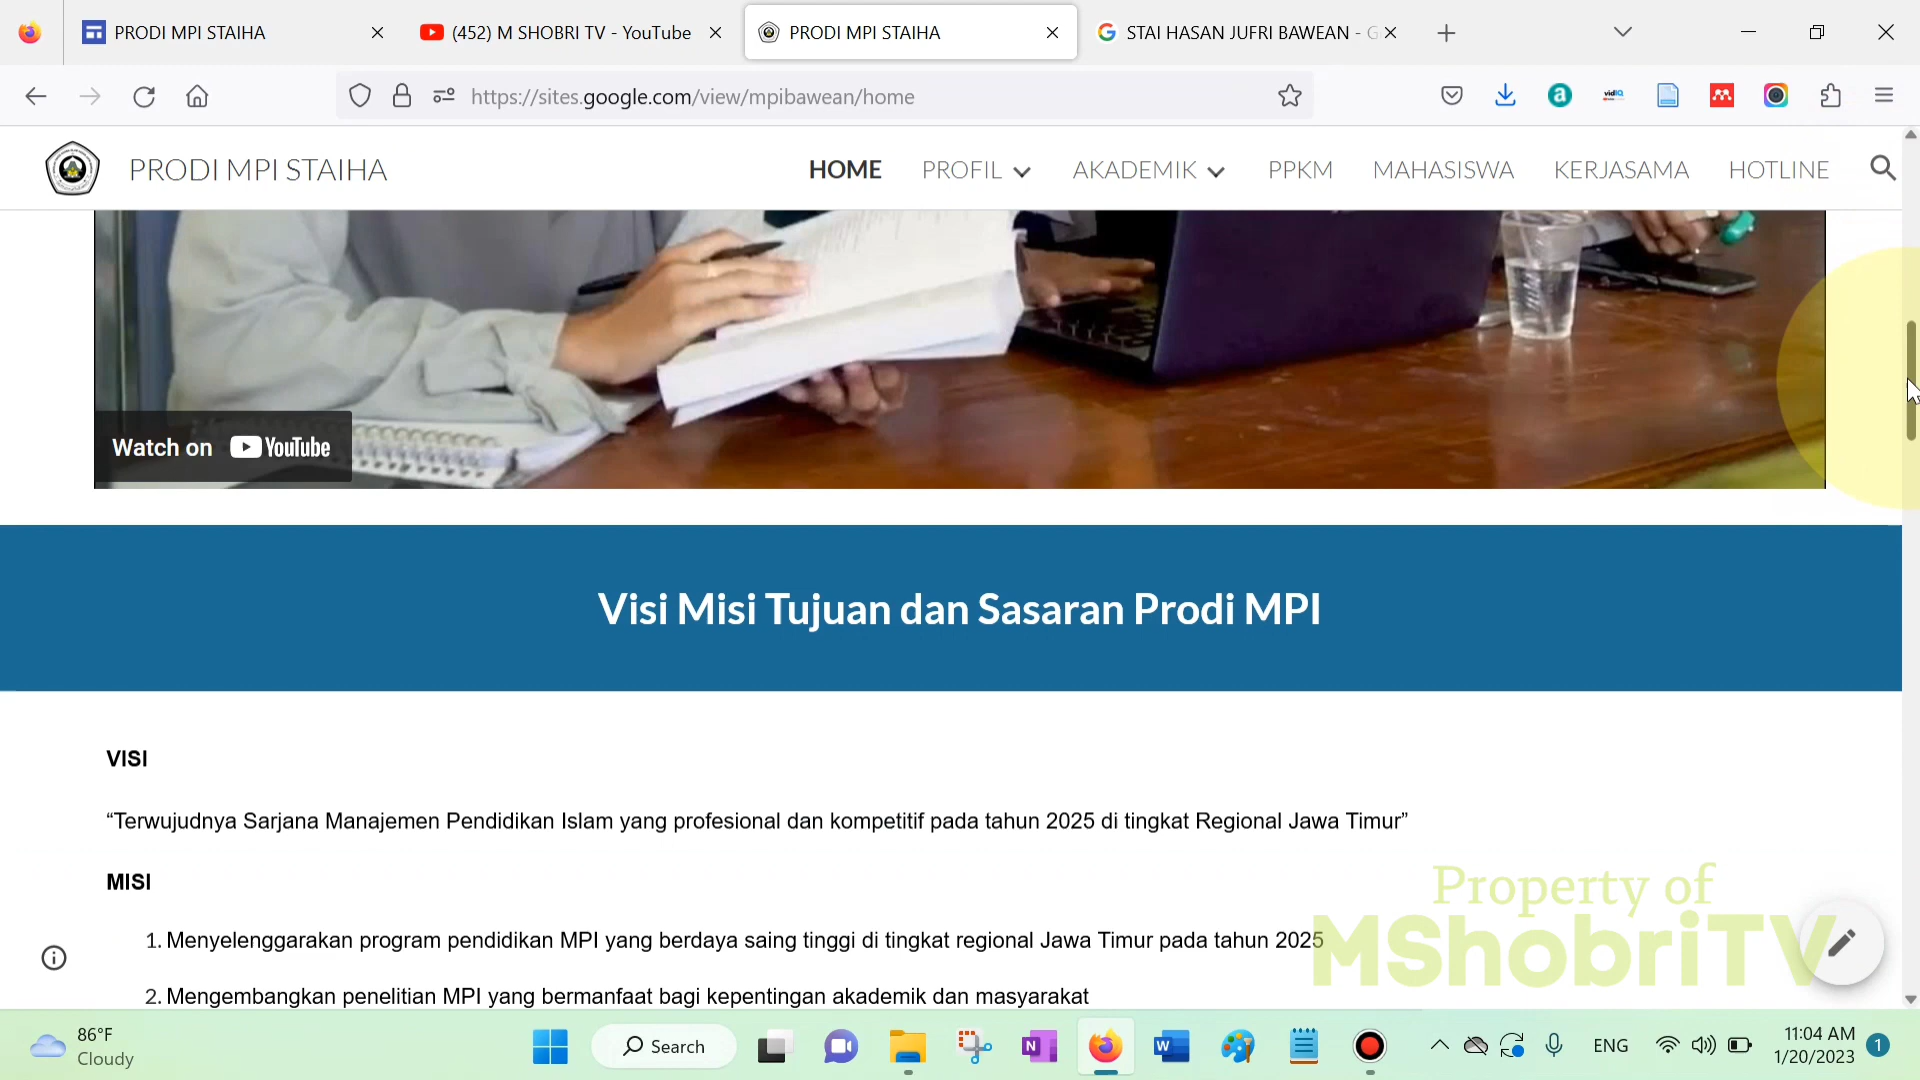 PRODI MPI STAIHA
(452) M SHOBRI TV - YouTube
PRODI MPI STAIHA
STAI HASAN JUFRI BAWEAN - G
https://sites.google.com/view/mpibawean/home
vidIQ
PRODI MPI STAIHA
HOME
PROFIL
AKADEMIK
PPKM
MAHASISWA
KERJASAMA
HOTLINE
Watch on YouTube
Visi Misi Tujuan dan Sasaran Prodi MPI
VISI
“Terwujudnya Sarjana Manajemen Pendidikan Islam yang profesional dan kompetitif pada tahun 2025 di tingkat Regional Jawa Timur”
MISI
1. Menyelenggarakan program pendidikan MPI yang berdaya saing tinggi di tingkat regional Jawa Timur pada tahun 2025
2. Mengembangkan penelitian MPI yang bermanfaat bagi kepentingan akademik dan masyarakat
Property of
MShobriTV
86°F
Cloudy
Search
ENG
11:04 AM
1/20/2023
1